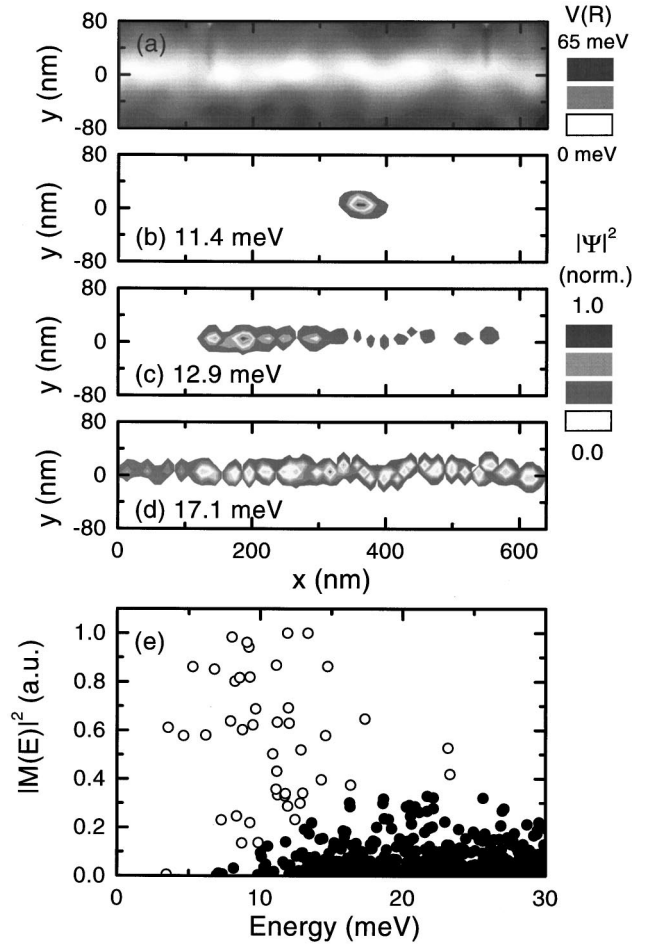 V(R)
65 meV
0 meV
80
0
-80
y (nm)
(a)
80
0
-80
y (nm)
(b) 11.4 meV
80
0
-80
y (nm)
(c) 12.9 meV
80
0
-80
y (nm)
(d) 17.1 meV
|Ψ|²
(norm.)
1.0
0.0
0 200 400 600
x (nm)
1.0
0.8
0.6
0.4
0.2
0.0
|M(E)|² (a.u.)
(e)
0 10 20 30
Energy (meV)